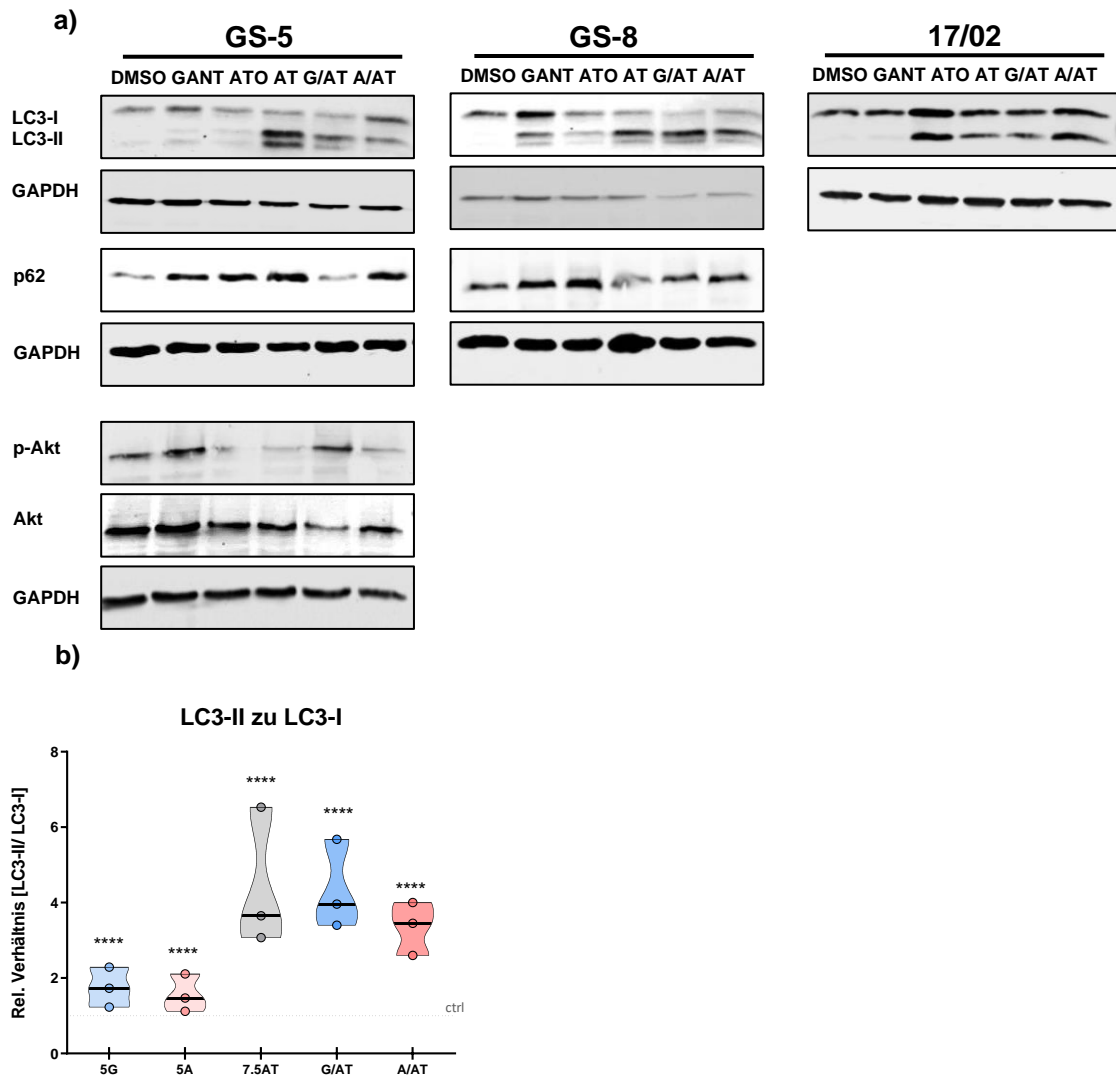 a)
GS-5 GS-8 17/02
DMSO GANT ATO AT G/AT A/AT DMSO GANT ATO AT G/AT A/AT DMSO GANT ATO AT G/AT A/AT
LC3-I
LC3-II
GAPDH
p62
GAPDH
p-Akt
Akt
GAPDH
b)
LC3-II zu LC3-I
Rel. Verhältnis [LC3-II/ LC3-I]
8
6
4
2
0
**** **** **** **** ****
ctrl
5G 5A 7.5AT G/AT A/AT